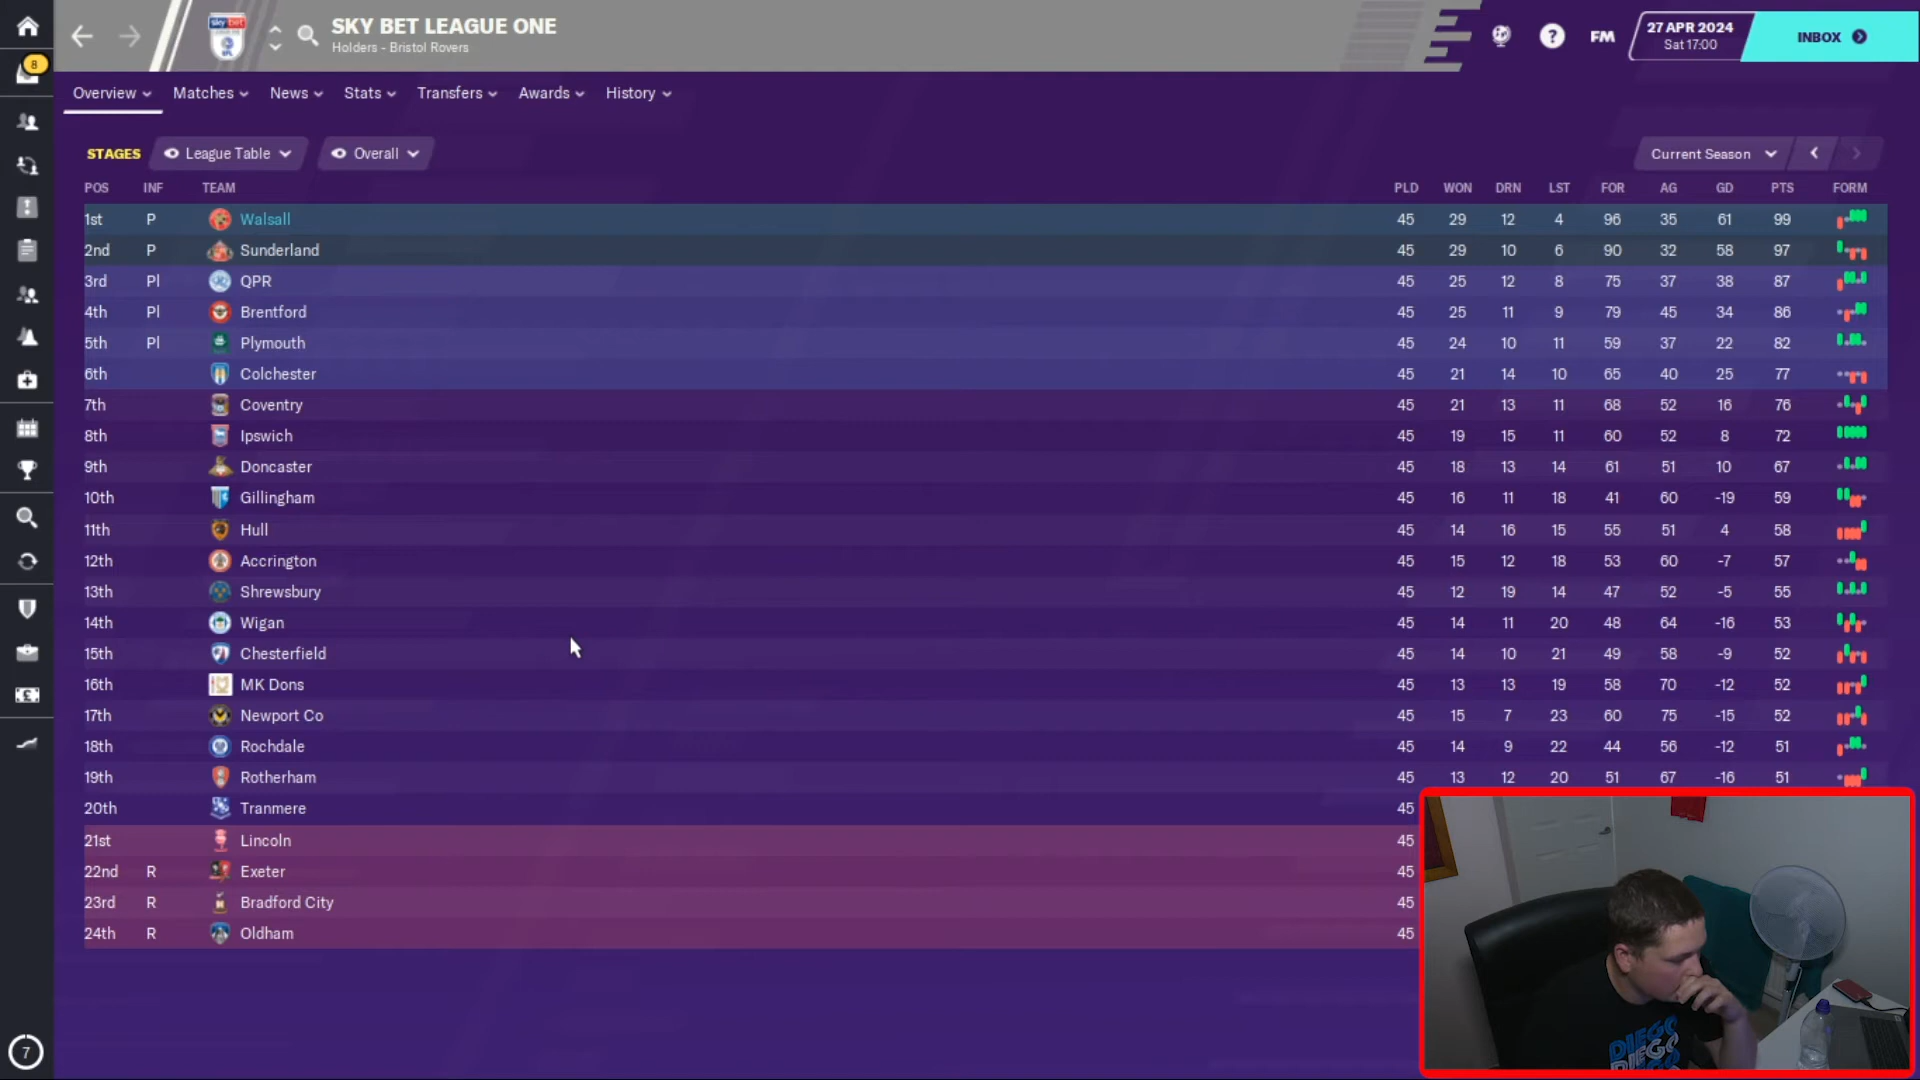 SKY BET LEAGUE ONE
Holders - Bristol Rovers
8
FM
27 APR 2024
Sat 17:00
INBOX
Overview Matches News Stats Transfers Awards History
STAGES League Table Overall Current Season
POS INF TEAM PLD WON DRN LST FOR AG GD PTS FORM
1st P Walsall 45 29 12 4 96 35 61 99
2nd P Sunderland 45 29 10 6 90 32 58 97
3rd Pl QPR 45 25 12 8 75 37 38 87
4th Pl Brentford 45 25 11 9 79 45 34 86
5th Pl Plymouth 45 24 10 11 59 37 22 82
6th Colchester 45 21 14 10 65 40 25 77
7th Coventry 45 21 13 11 68 52 16 76
8th Ipswich 45 19 15 11 60 52 8 72
9th Doncaster 45 18 13 14 61 51 10 67
10th Gillingham 45 16 11 18 41 60 -19 59
11th Hull 45 14 16 15 55 51 4 58
12th Accrington 45 15 12 18 53 60 -7 57
13th Shrewsbury 45 12 19 14 47 52 -5 55
14th Wigan 45 14 11 20 48 64 -16 53
15th Chesterfield 45 14 10 21 49 58 -9 52
16th MK Dons 45 13 13 19 58 70 -12 52
17th Newport Co 45 15 7 23 60 75 -15 52
18th Rochdale 45 14 9 22 44 56 -12 51
19th Rotherham 45 13 12 20 51 67 -16 51
20th Tranmere 45
21st Lincoln 45
22nd R Exeter 45
23rd R Bradford City 45
24th R Oldham 45
7
DIEGO
DIEGO